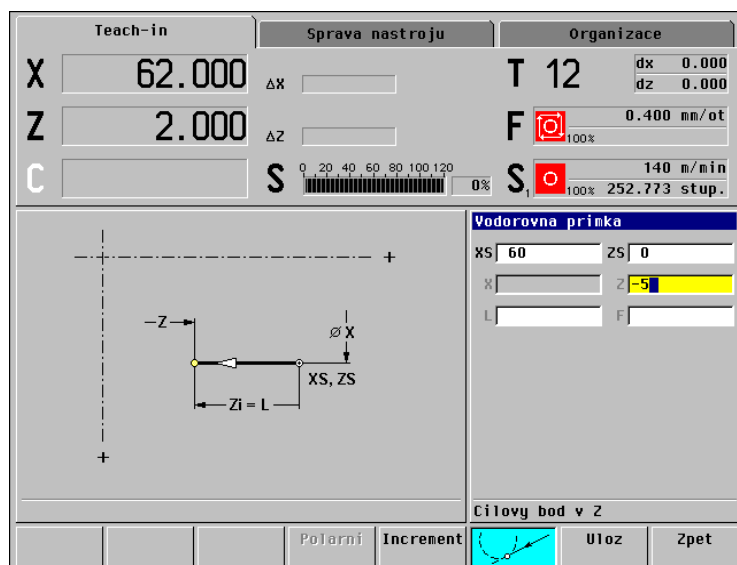 Teach-in
Sprava nastroju
Organizace
X 62.000 ΔX
T 12 dx 0.000
dz 0.000
Z 2.000 ΔZ
F 100% 0.400 mm/ot
C
S 0 20 40 60 80 100 120 0%
S1 100% 140 m/min
252.773 stup.
Vodorovna primka
XS 60 ZS 0
X Z -5
L F
+
−Z
⌀ X
XS, ZS
Zi = L
+
Cilovy bod v Z
Polarni Increment Uloz Zpet